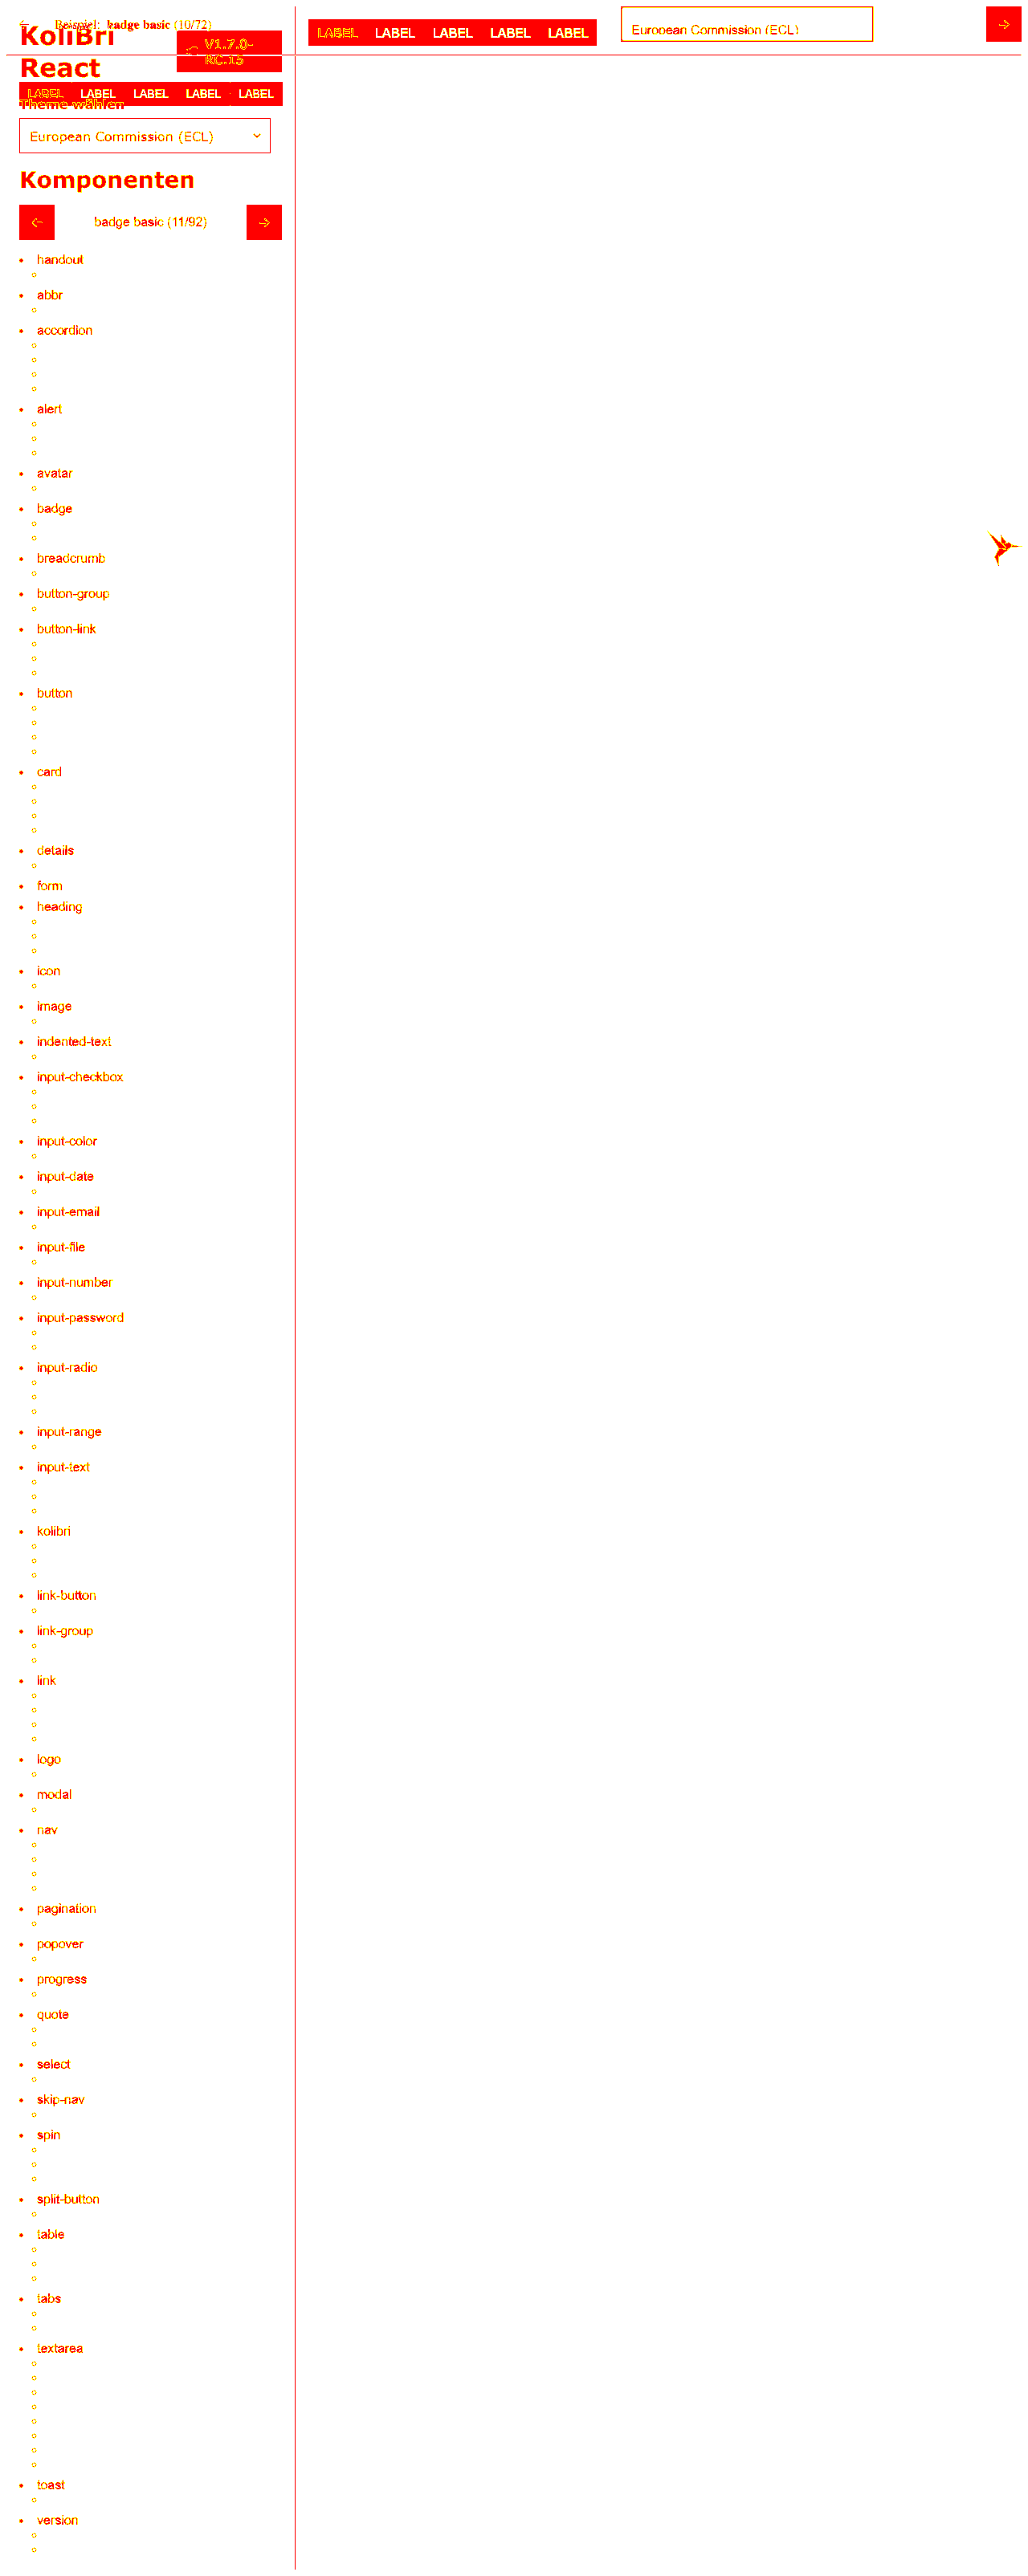 Beispiel: badge basic (10/72)
KoliBri
React
V1.7.0-
RC.15
LABEL LABEL LABEL LABEL LABEL
European Commission (ECL)
LABEL LABEL LABEL LABEL LABEL
Theme wählen
European Commission (ECL)
Komponenten
badge basic (11/92)
handout
abbr
accordion
alert
avatar
badge
breadcrumb
button-group
button-link
button
card
details
form
heading
icon
image
indented-text
input-checkbox
input-color
input-date
input-email
input-file
input-number
input-password
input-radio
input-range
input-text
kolibri
link-button
link-group
link
logo
modal
nav
pagination
popover
progress
quote
select
skip-nav
spin
split-button
table
tabs
textarea
toast
version